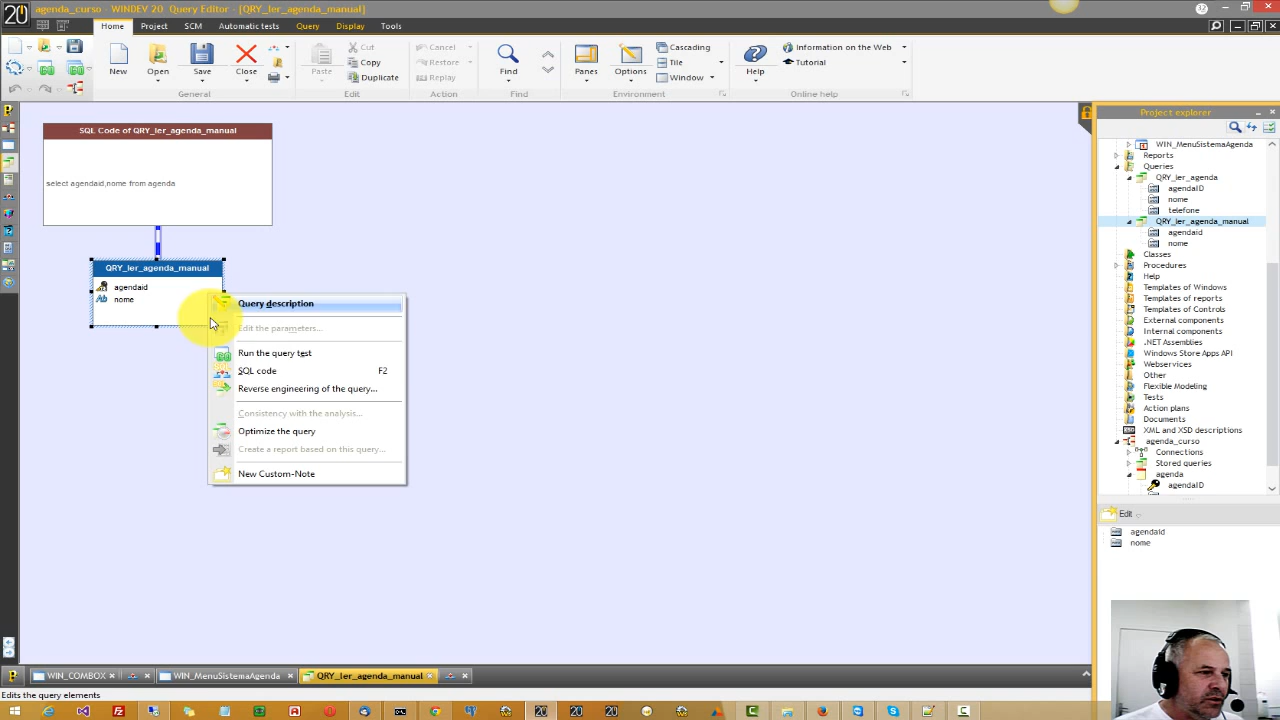 agenda_curso - WINDEV 20 Query Editor - [QRY_ler_agenda_manual]
20
Home
Project
SCM
Automatic tests
Query
Display
Tools
New
Open
Save
Close
General
Paste
Cut
Copy
Duplicate
Edit
Cancel
Restore
Replay
Action
Find
Find
Panes
Options
Cascading
Tile
Window
Environment
Help
Information on the Web
Tutorial
Online help
SQL Code of QRY_ler_agenda_manual
select agendaid,nome from agenda
QRY_ler_agenda_manual
agendaid
nome
Query description
Edit the parameters...
Run the query test
SQL code F2
Reverse engineering of the query...
Consistency with the analysis...
Optimize the query
Create a report based on this query...
New Custom-Note
Project explorer
WIN_MenuSistemaAgenda
Reports
Queries
QRY_ler_agenda
agendaID
nome
telefone
QRY_ler_agenda_manual
agendaid
nome
Classes
Procedures
Help
Templates of Windows
Templates of reports
Templates of Controls
External components
Internal components
.NET Assemblies
Windows Store Apps API
Webservices
Other
Flexible Modeling
Tests
Action plans
Documents
XML and XSD descriptions
agenda_curso
Connections
Stored queries
agenda
agendaID
Edit
agendaid
nome
WIN_COMBOX
WIN_MenuSistemaAgenda
QRY_ler_agenda_manual
Edits the query elements